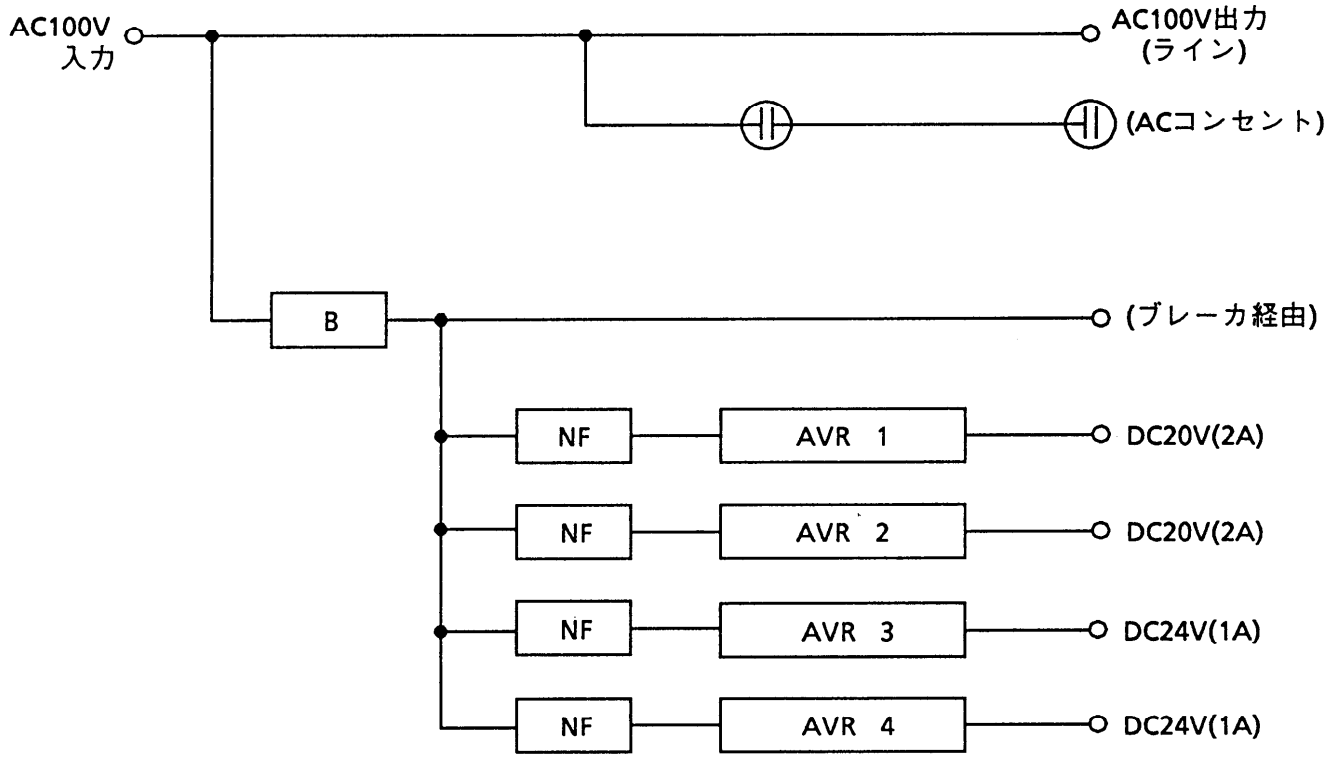 AC100V
入力
AC100V出力
(ライン)
(ACコンセント)
B
(ブレーカ経由)
NF
AVR 1
DC20V(2A)
NF
AVR 2
DC20V(2A)
NF
AVR 3
DC24V(1A)
NF
AVR 4
DC24V(1A)